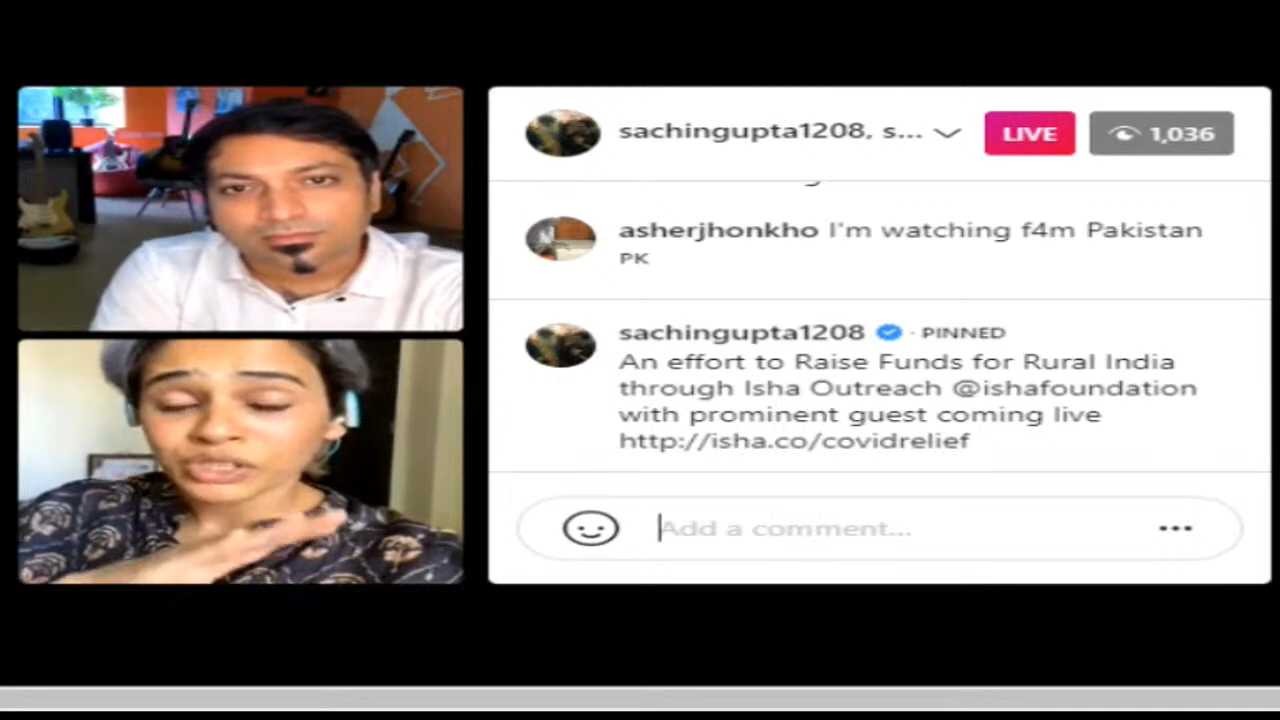 sachingupta1208, s...
LIVE
1,036
asherjhonkho I'm watching f4m Pakistan
PK
sachingupta1208 · PINNED
An effort to Raise Funds for Rural India
through Isha Outreach @ishafoundation
with prominent guest coming live
http://isha.co/covidrelief
Add a comment...